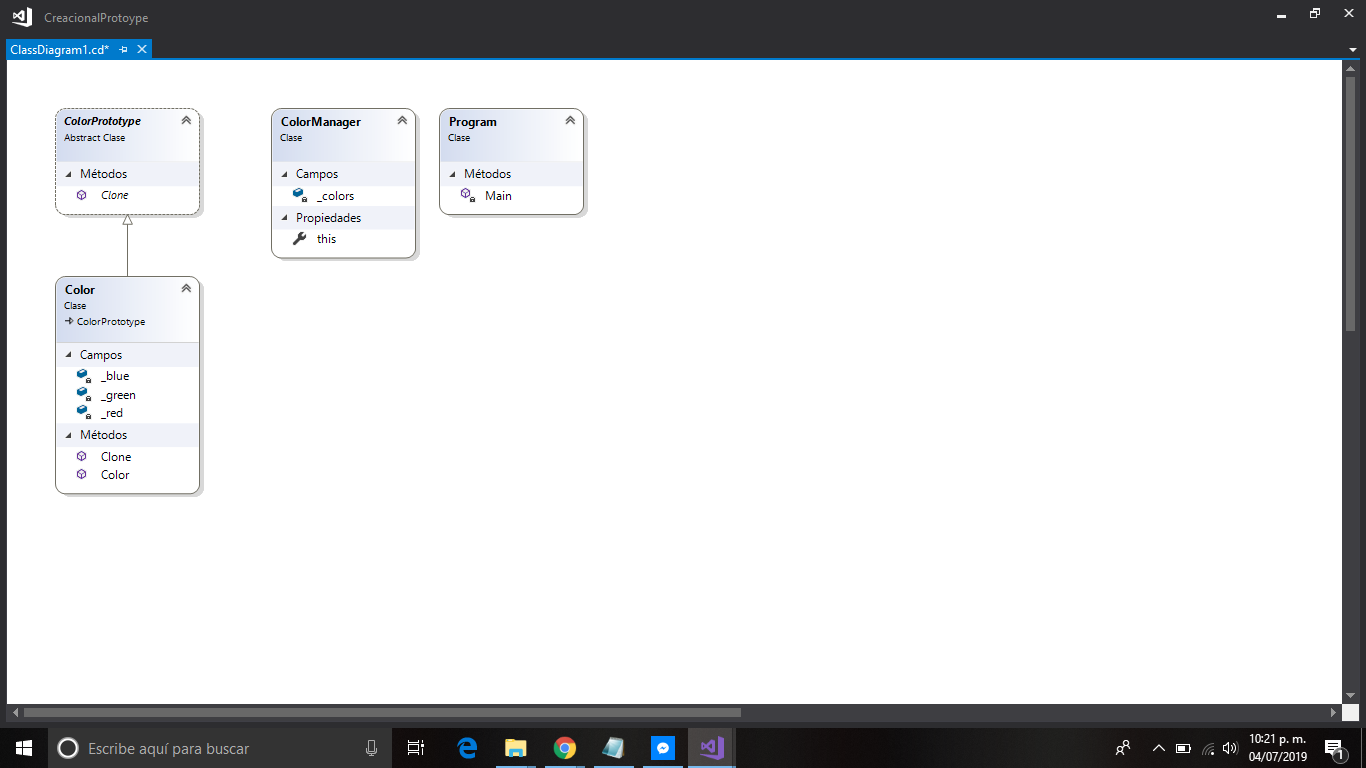 CreacionalProtoype
ClassDiagram1.cd*
ColorPrototype
Abstract Clase
Métodos
Clone
Color
Clase
ColorPrototype
Campos
_blue
_green
_red
Métodos
Clone
Color
ColorManager
Clase
Campos
_colors
Propiedades
this
Program
Clase
Métodos
Main
Escribe aquí para buscar
10:21 p. m.
04/07/2019
1